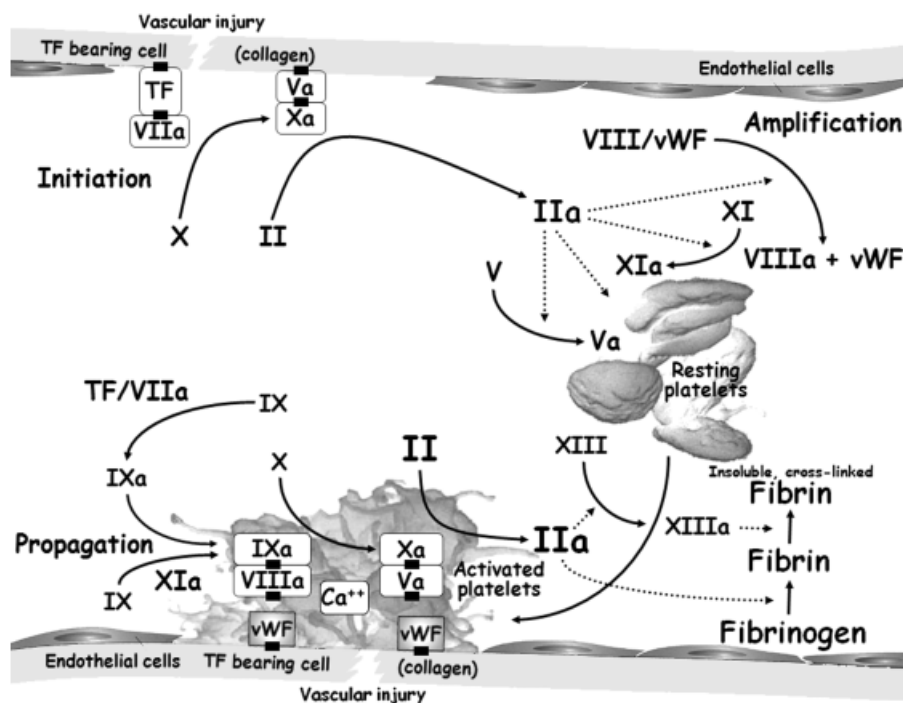 Vascular injury
TF bearing cell
(collagen)
Endothelial cells
TF
VIIa
Va
Xa
Amplification
VIII/vWF
Initiation
X
II
IIa
XI
XIa
VIIIa + vWF
V
Va
Resting
platelets
TF/VIIa
IX
IXa
X
II
XIII
Insoluble, cross-linked
Fibrin
XIIIa
Fibrin
Fibrinogen
Propagation
XIa
IX
IXa
VIIIa
Ca++
Xa
Va
IIa
Activated
platelets
vWF
vWF
Endothelial cells
TF bearing cell
(collagen)
Vascular injury